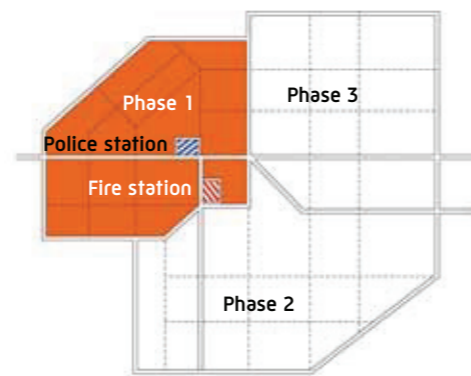 Phase 1
Phase 3
Police station
Fire station
Phase 2